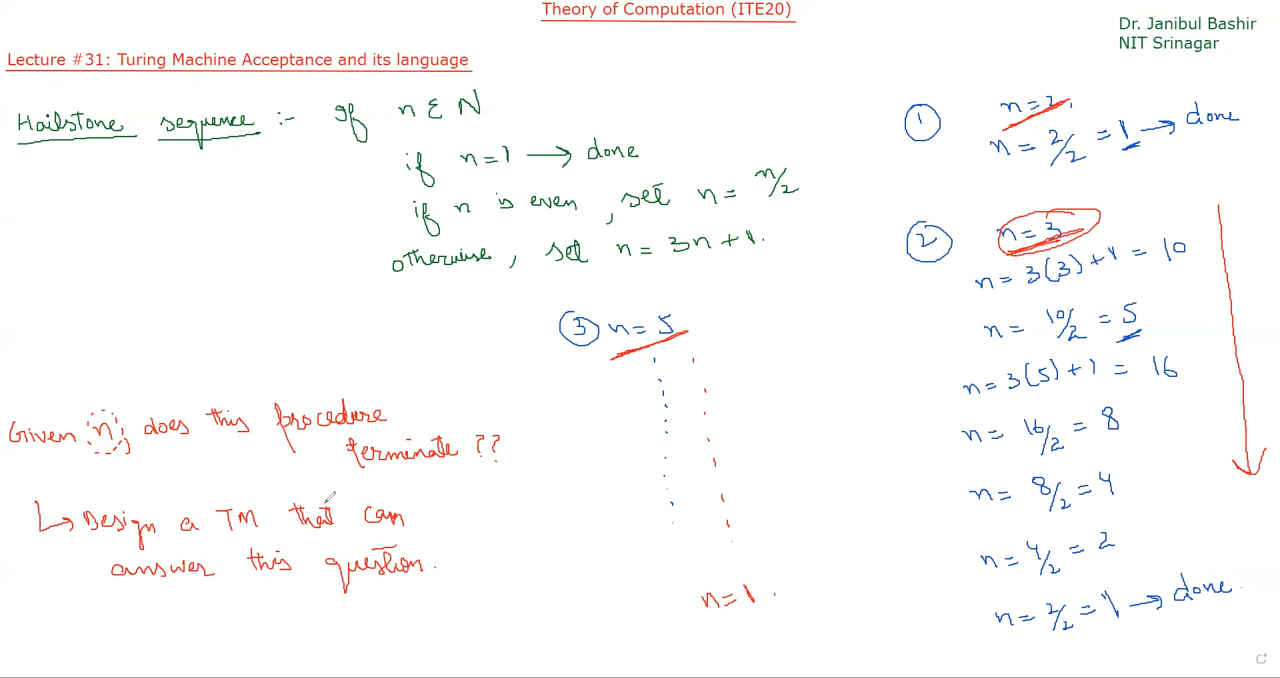 Theory of Computation (ITE20)
Dr. Janibul Bashir
NIT Srinagar
Lecture #31: Turing Machine Acceptance and its language
Hailstone sequence :- If n ∈ N
if n=1 → done
if n is even, set n = n/2
otherwise, set n = 3n+1.
① n=2.
n = 2/2 = 1 → done
② n=3
n = 3(3)+1 = 10
n = 10/2 = 5
n = 3(5)+1 = 16
n = 16/2 = 8
n = 8/2 = 4
n = 4/2 = 2
n = 2/2 = 1 → done.
③ n=5
n=1.
Given n, does this procedure
terminate ??
↳ Design a TM that can
answer this question.